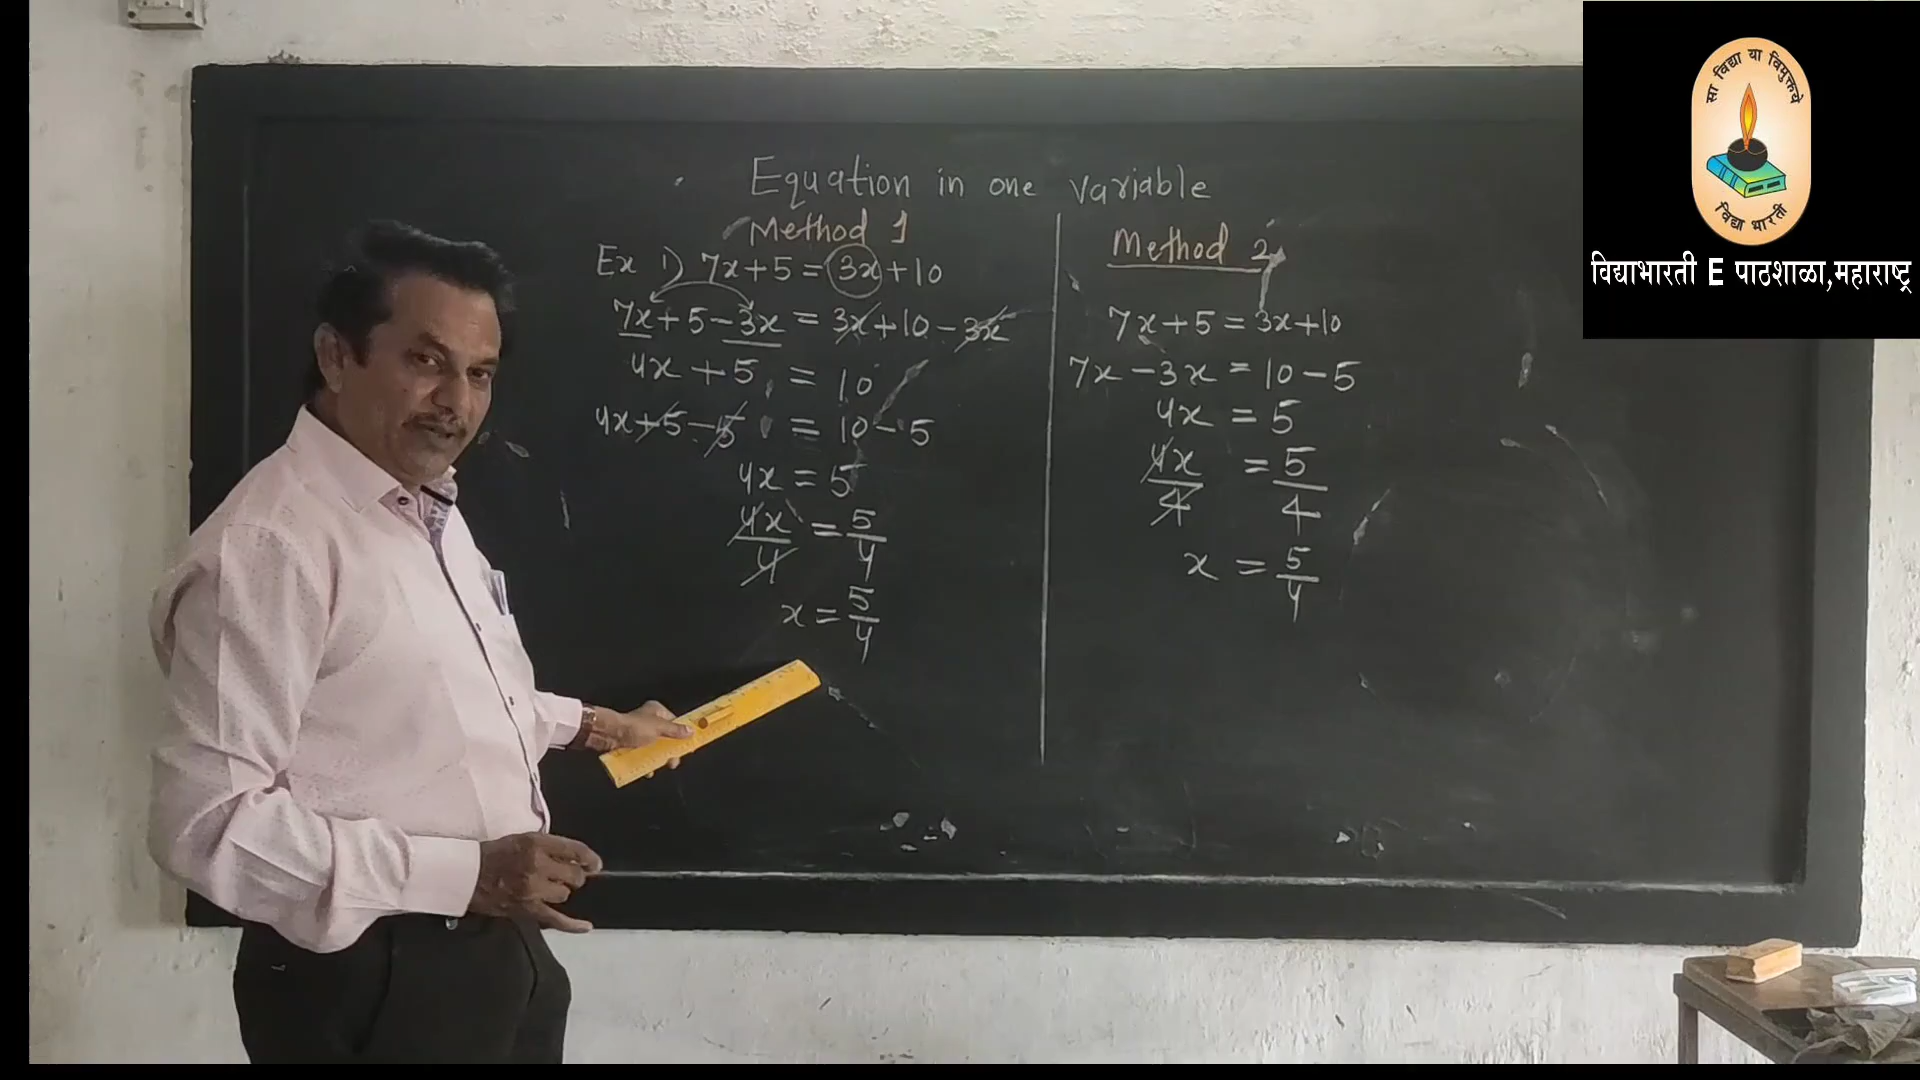 Equation in one variable
Method 1
Ex 1) 7x+5 = 3x+10
7x+5-3x = 3x+10-3x
4x+5 = 10
4x+5-5 = 10-5
4x = 5
4x/4 = 5/4
x = 5/4
Method 2
7x+5=3x+10
7x-3x = 10-5
4x = 5
4x/4 = 5/4
x = 5/4
सा विद्या या विमुक्तये
विद्या भारती
विद्याभारती E पाठशाळा,महाराष्ट्र